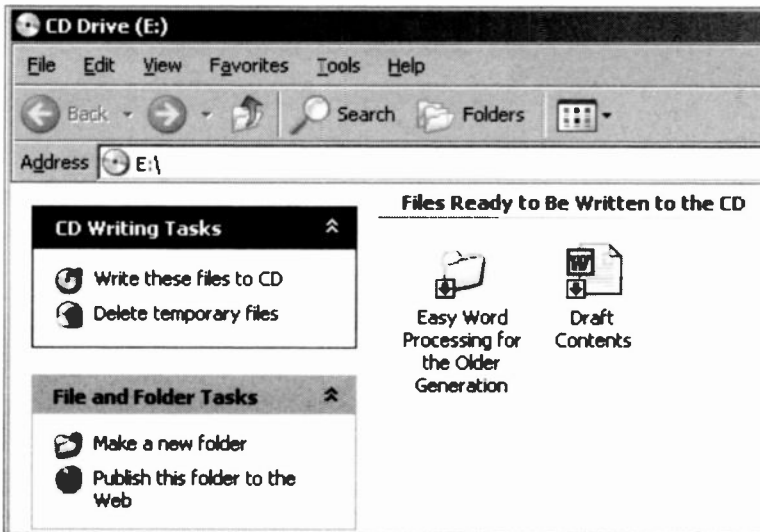 CD Drive (E:)
File Edit View Favorites Tools Help
Back Search Folders
Address E:\
CD Writing Tasks
Write these files to CD
Delete temporary files
File and Folder Tasks
Make a new folder
Publish this folder to the
Web
Files Ready to Be Written to the CD
Easy Word
Processing for
the Older
Generation
W
Draft
Contents